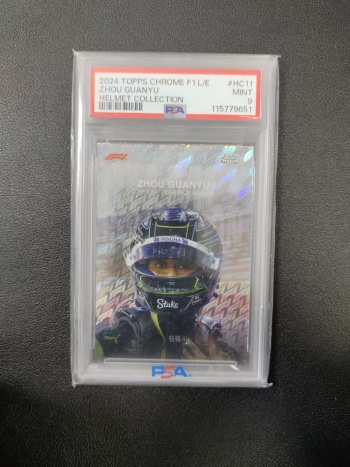 2024 TOPPS CHROME F1 L/E #HC11
ZHOU GUANYU MINT
HELMET COLLECTION 9
PSA 115779651
F1
ZHOU GUANYU
Stake
PSA